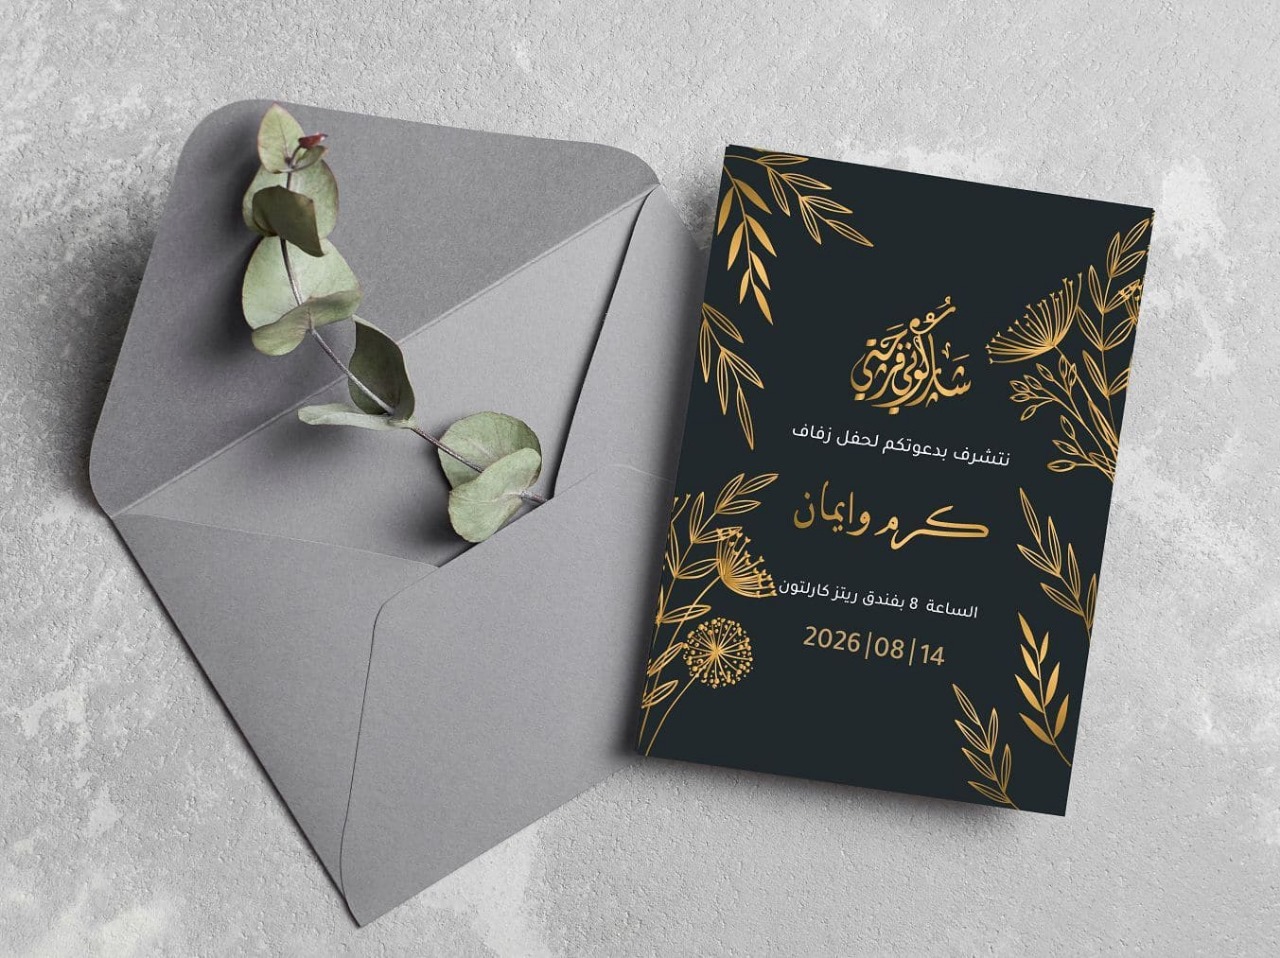 شاركوني فرحتي
نتشرف بدعوتكم لحفل زفاف
كرم وايمان
الساعة 8 بفندق ريتز كارلتون
2026|08|14